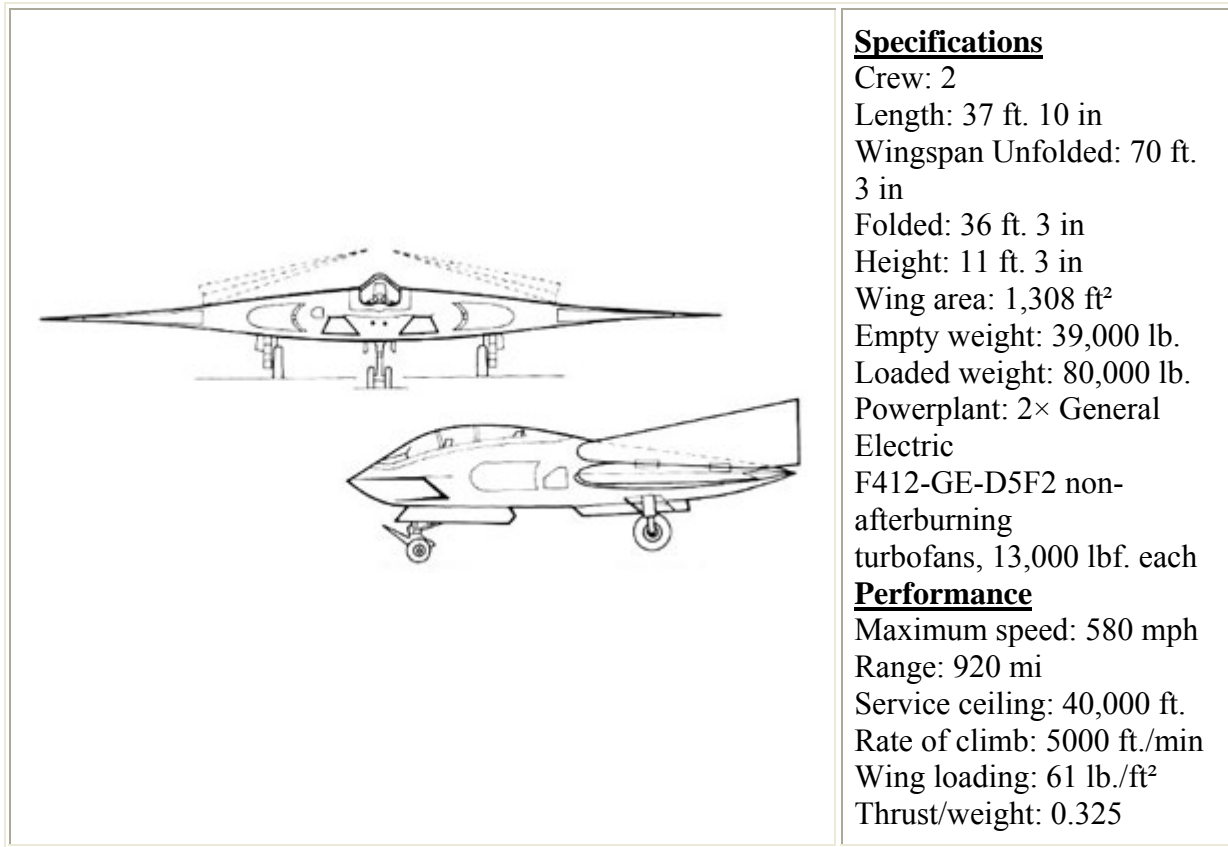 Specifications
Crew: 2
Length: 37 ft. 10 in
Wingspan Unfolded: 70 ft.
3 in
Folded: 36 ft. 3 in
Height: 11 ft. 3 in
Wing area: 1,308 ft²
Empty weight: 39,000 lb.
Loaded weight: 80,000 lb.
Powerplant: 2× General
Electric
F412-GE-D5F2 non-
afterburning
turbofans, 13,000 lbf. each
Performance
Maximum speed: 580 mph
Range: 920 mi
Service ceiling: 40,000 ft.
Rate of climb: 5000 ft./min
Wing loading: 61 lb./ft²
Thrust/weight: 0.325